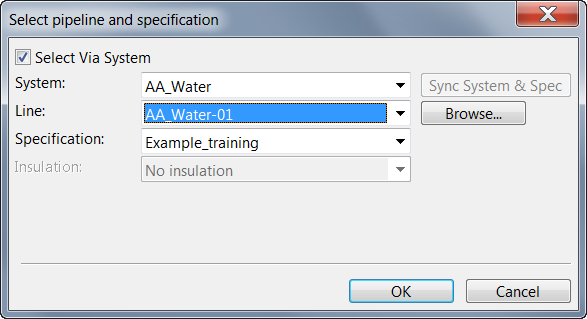 Select pipeline and specification
Select Via System
System: AA_Water Sync System & Spec
Line: AA_Water-01 Browse...
Specification: Example_training
Insulation: No insulation
OK Cancel